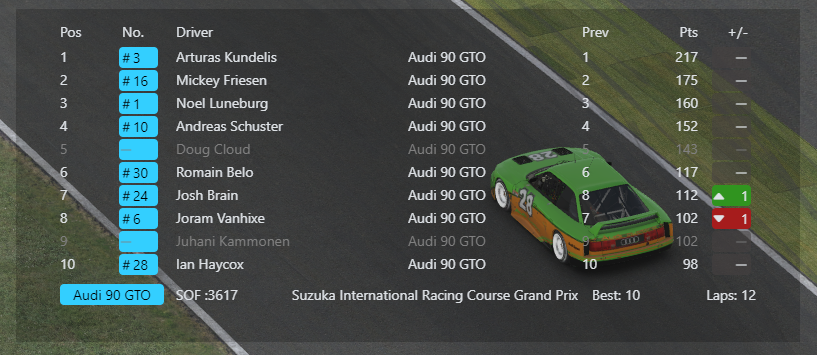 Pos No. Driver Prev Pts +/-
1 #3 Arturas Kundelis Audi 90 GTO 1 217 —
2 #16 Mickey Friesen Audi 90 GTO 2 175 —
3 #1 Noel Luneburg Audi 90 GTO 3 160 —
4 #10 Andreas Schuster Audi 90 GTO 4 152 —
5 — Doug Cloud Audi 90 GTO 5 143 —
6 #30 Romain Belo Audi 90 GTO 6 117 —
7 #24 Josh Brain Audi 90 GTO 8 112 ▲ 1
8 #6 Joram Vanhixe Audi 90 GTO 7 102 ▼ 1
9 — Juhani Kammonen Audi 90 GTO 9 102 —
10 #28 Ian Haycox Audi 90 GTO 10 98 —
Audi 90 GTO SOF :3617 Suzuka International Racing Course Grand Prix Best: 10 Laps: 12
28
28